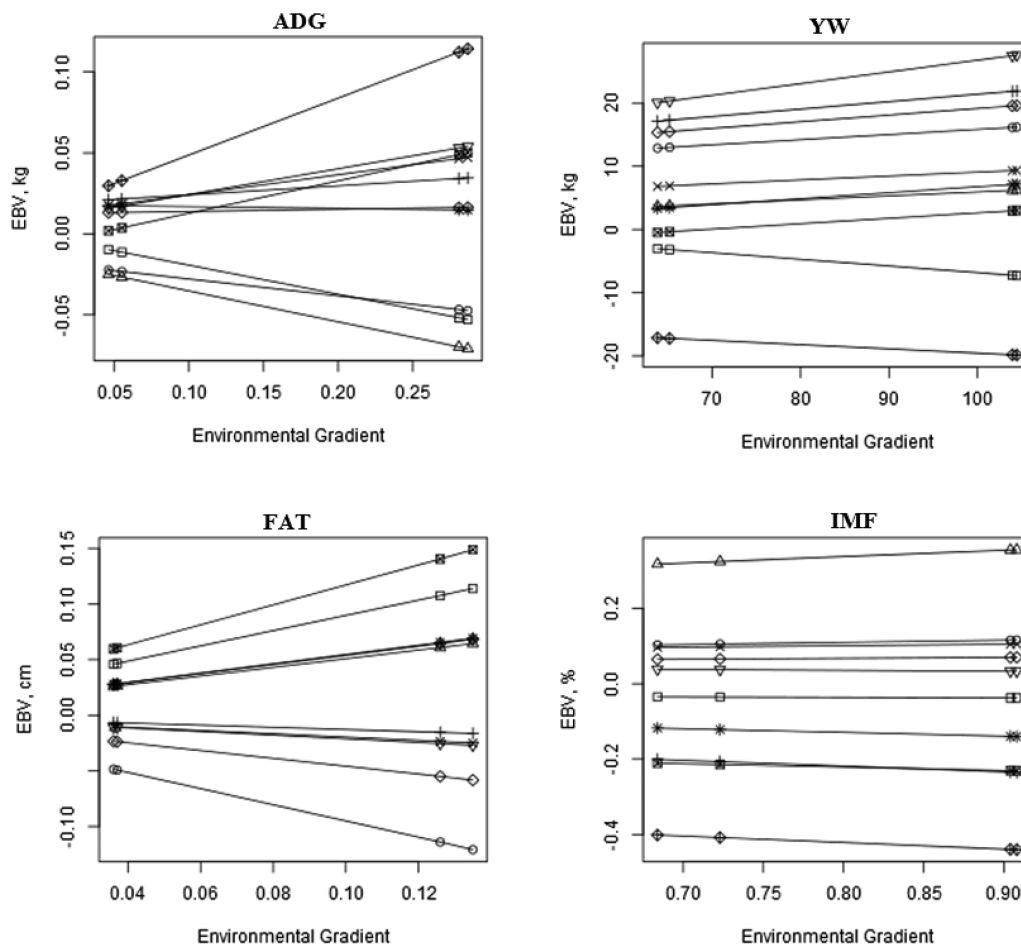 ADG
EBV, kg
0.10
0.05
0.00
-0.05
0.05 0.10 0.15 0.20 0.25
Environmental Gradient
YW
EBV, kg
20
10
0
-10
-20
70 80 90 100
Environmental Gradient
FAT
EBV, cm
0.15
0.10
0.05
0.00
-0.10
0.04 0.06 0.08 0.10 0.12
Environmental Gradient
IMF
EBV, %
0.2
0.0
-0.2
-0.4
0.70 0.75 0.80 0.85 0.90
Environmental Gradient